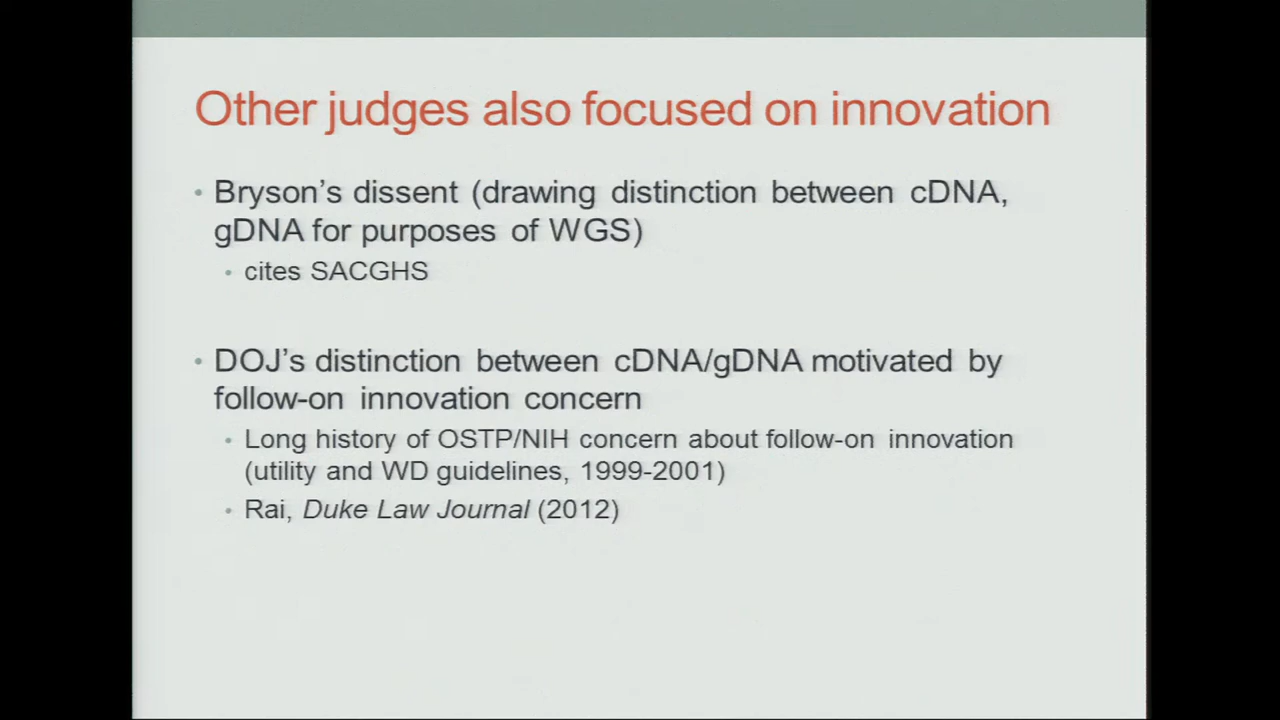 Other judges also focused on innovation
• Bryson's dissent (drawing distinction between cDNA,
gDNA for purposes of WGS)
• cites SACGHS
• DOJ's distinction between cDNA/gDNA motivated by
follow-on innovation concern
• Long history of OSTP/NIH concern about follow-on innovation
(utility and WD guidelines, 1999-2001)
• Rai, Duke Law Journal (2012)